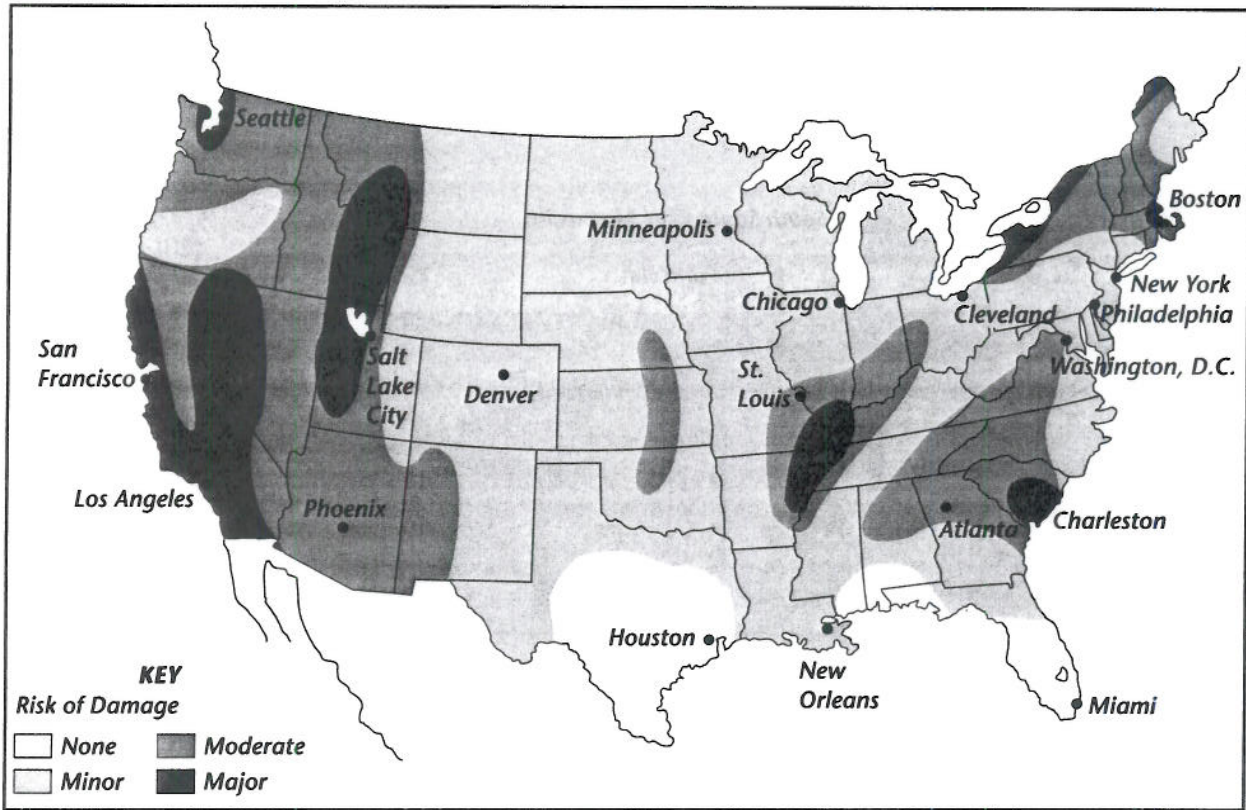 Seattle
Boston
Minneapolis
New York
Chicago
Cleveland
Philadelphia
San
Francisco
Salt
Lake
City
Denver
St.
Louis
Washington, D.C.
Los Angeles
Phoenix
Atlanta
Charleston
Houston
New
Orleans
Miami
KEY
Risk of Damage
None
Moderate
Minor
Major